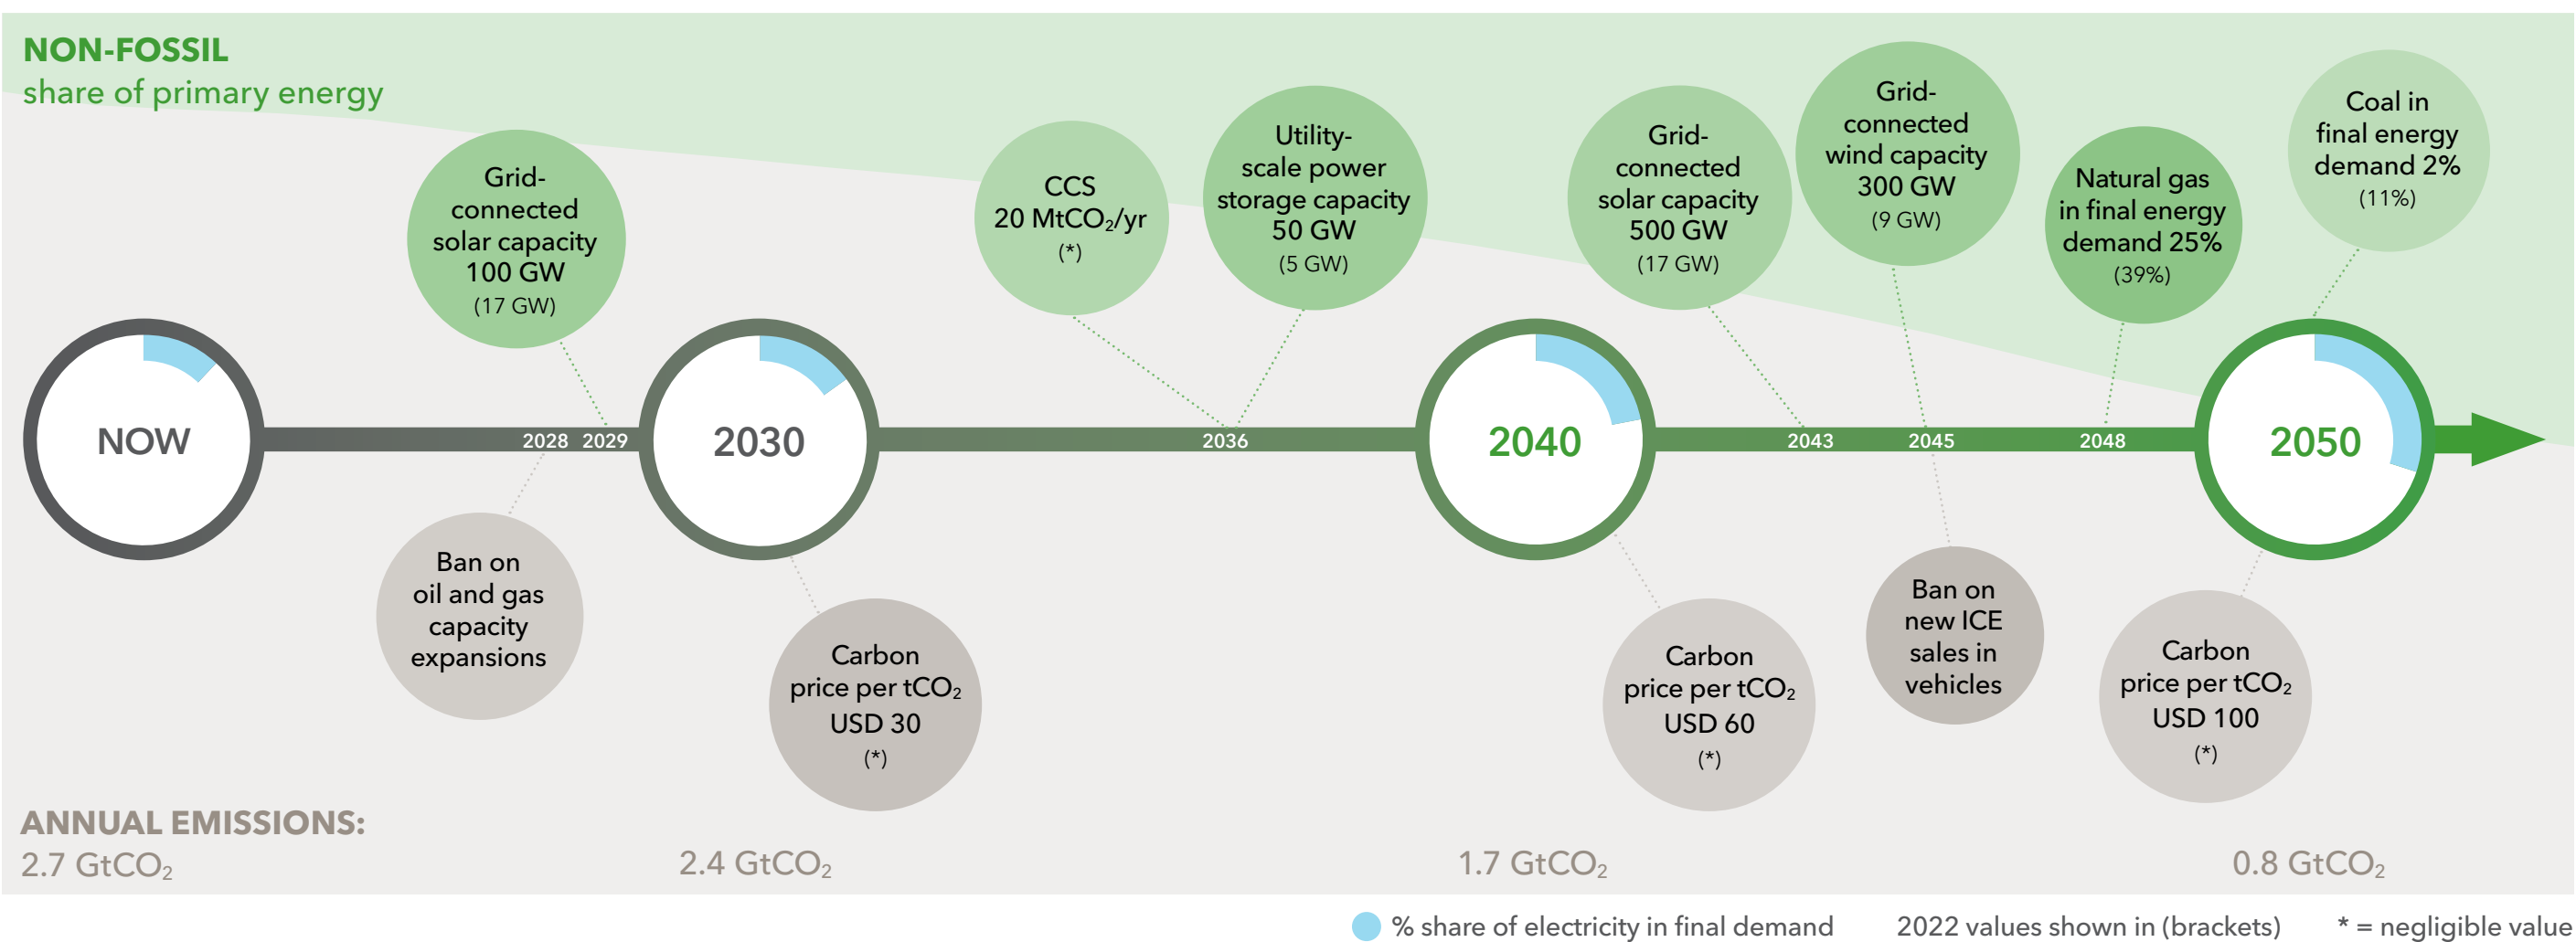 NON-FOSSIL
share of primary energy
Grid-
connected
solar capacity
100 GW
(17 GW)
CCS
20 MtCO₂/yr
(*)
Utility-
scale power
storage capacity
50 GW
(5 GW)
Grid-
connected
solar capacity
500 GW
(17 GW)
Grid-
connected
wind capacity
300 GW
(9 GW)
Natural gas
in final energy
demand 25%
(39%)
Coal in
final energy
demand 2%
(11%)
NOW
2028
2029
2030
2036
2040
2043
2045
2048
2050
Ban on
oil and gas
capacity
expansions
Carbon
price per tCO₂
USD 30
(*)
Carbon
price per tCO₂
USD 60
(*)
Ban on
new ICE
sales in
vehicles
Carbon
price per tCO₂
USD 100
(*)
ANNUAL EMISSIONS:
2.7 GtCO₂
2.4 GtCO₂
1.7 GtCO₂
0.8 GtCO₂
% share of electricity in final demand
2022 values shown in (brackets)
* = negligible value